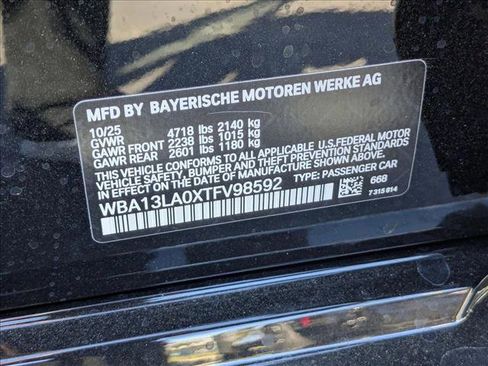 MFD BY BAYERISCHE MOTOREN WERKE AG
10/25
GVWR 4718 lbs 2140 kg
GAWR FRONT 2238 lbs 1015 kg
GAWR REAR 2601 lbs 1180 kg
THIS VEHICLE CONFORMS TO ALL APPLICABLE U.S.FEDERAL MOTOR
VEHICLE SAFETY, BUMPER AND THEFT PREVENTION STANDARDS
IN EFFECT ON THE DATE OF MANUFACTURE SHOWN ABOVE.
WBA13LA0XTFV98592 TYPE: PASSENGER CAR
668
7 315 014